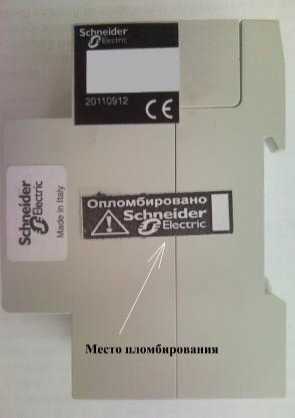 Schneider
Electric
20110912
CE
Schneider
Electric
Made in Italy
Опломбировано
Schneider
Electric
Место пломбирования